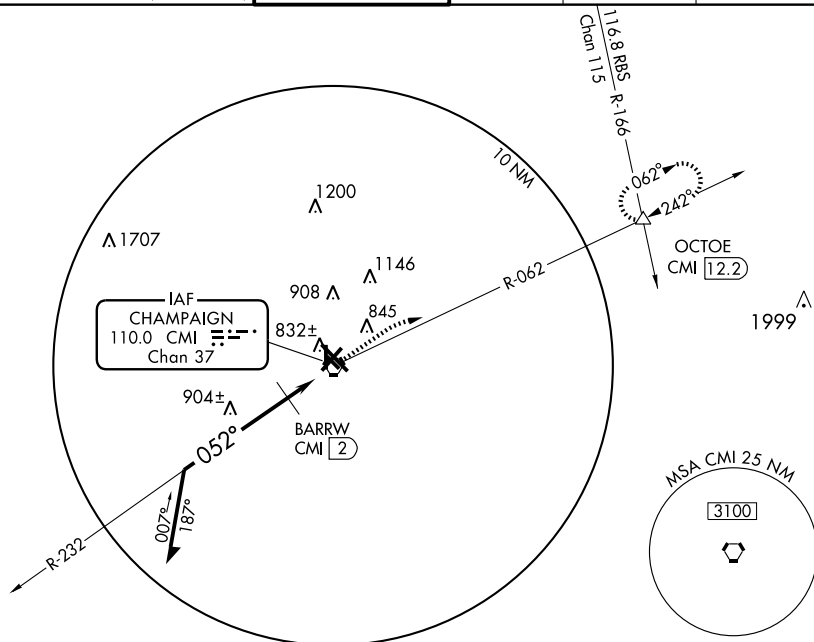 116.8 RBS
Chan 115
R-166
10 NM
062°
242°
1200
1707
OCTOE
CMI 12.2
1146
R-062
908
IAF
CHAMPAIGN
110.0 CMI
Chan 37
845
832±
1999
904±
BARRW
CMI 2
052°
MSA CMI 25 NM
3100
007°
187°
R-232